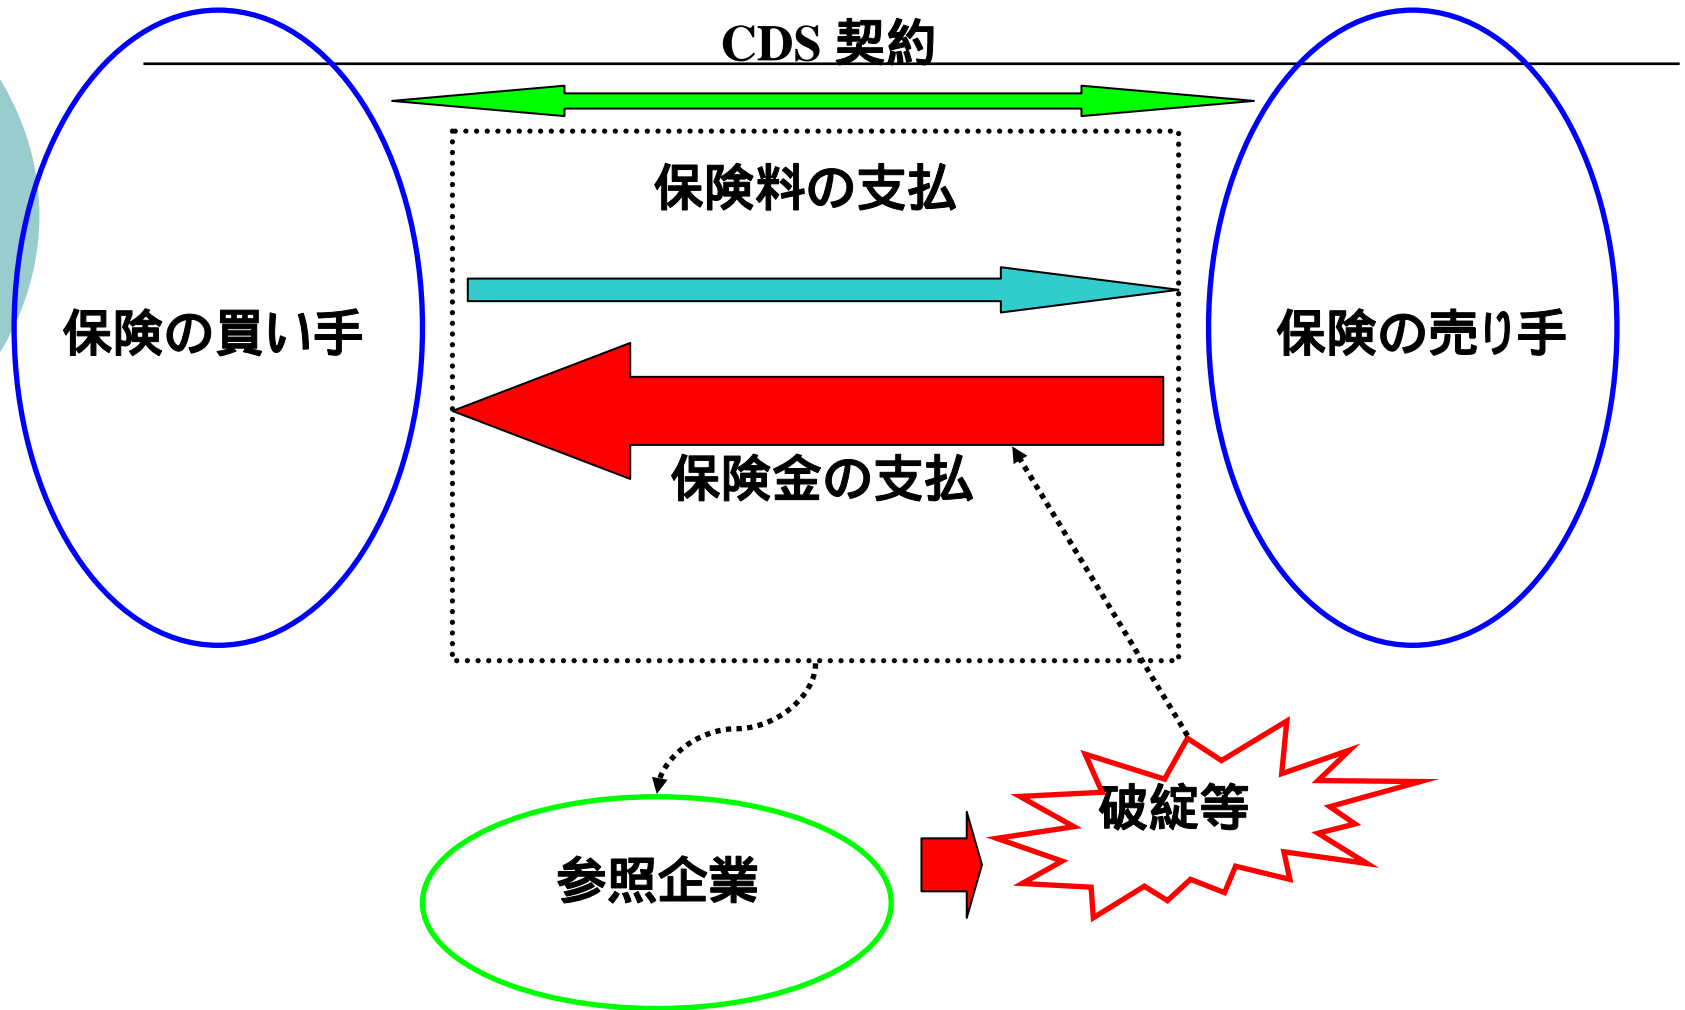 CDS 契約
保険料の支払
保険の買い手
保険の売り手
保険金の支払
破綻等
参照企業